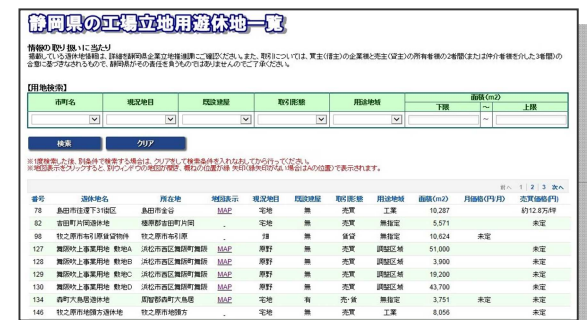 静岡県の工場立地用遊休地一覧
情報の取り扱いに当たり
掲載している遊休地情報は、詳細を静岡県企業立地推進課にご確認ください。また、取引については、買主(借主)の企業様と売主(貸主)の所有者様の2者間(または仲介者様を介した3者間)の
合意に基づきなされるもので、静岡県がその責任を負うものではありませんのでご了承ください。
【用地検索】
市町名 現況地目 既設建屋 取引形態 用途地域 面積(m2)
下限 ~ 上限
~
検索 クリア
※1度検索した後、別条件で検索する場合は、クリアをして検索条件を入れなおしてから行ってください。
※地図表示をクリックすると、別ウィンドウの地図が開き、概ねの位置が緑矢印(緑矢印がない場合はAの位置)で表示されます。
前へ 1 | 2 | 3 次へ
番号 遊休地名 所在地 地図表示 現況地目 既設建屋 取引形態 用途地域 面積(m2) 月価格(円/月) 売買価格(円)
78 島田市往還下31街区 島田市金谷 MAP 宅地 無 売買 工業 10,287 約12.8万/坪
82 吉田町片岡遊休地 榛原郡吉田町片岡 - 宅地 無 売買 無指定 5,571 未定
98 牧之原市布引原賃貸物件 牧之原市布引原 MAP 畑 無 賃貸 無指定 10,624 未定
127 舞阪吹上事業用地 敷地A 浜松市西区舞阪町舞阪 MAP 原野 無 売買 調整区域 51,000 未定
128 舞阪吹上事業用地 敷地B 浜松市西区舞阪町舞阪 MAP 原野 無 売買 調整区域 3,900 未定
129 舞阪吹上事業用地 敷地C 浜松市西区舞阪町舞阪 MAP 原野 無 売買 調整区域 19,200 未定
130 舞阪吹上事業用地 敷地D 浜松市西区舞阪町舞阪 MAP 原野 無 売買 調整区域 43,700 未定
134 森町大鳥居遊休地 周智郡森町大鳥居 MAP 宅地 有 売・賃 無指定 3,751 未定 未定
146 牧之原市地頭方遊休地 牧之原市地頭方 - 宅地 無 売買 工業 8,056 未定